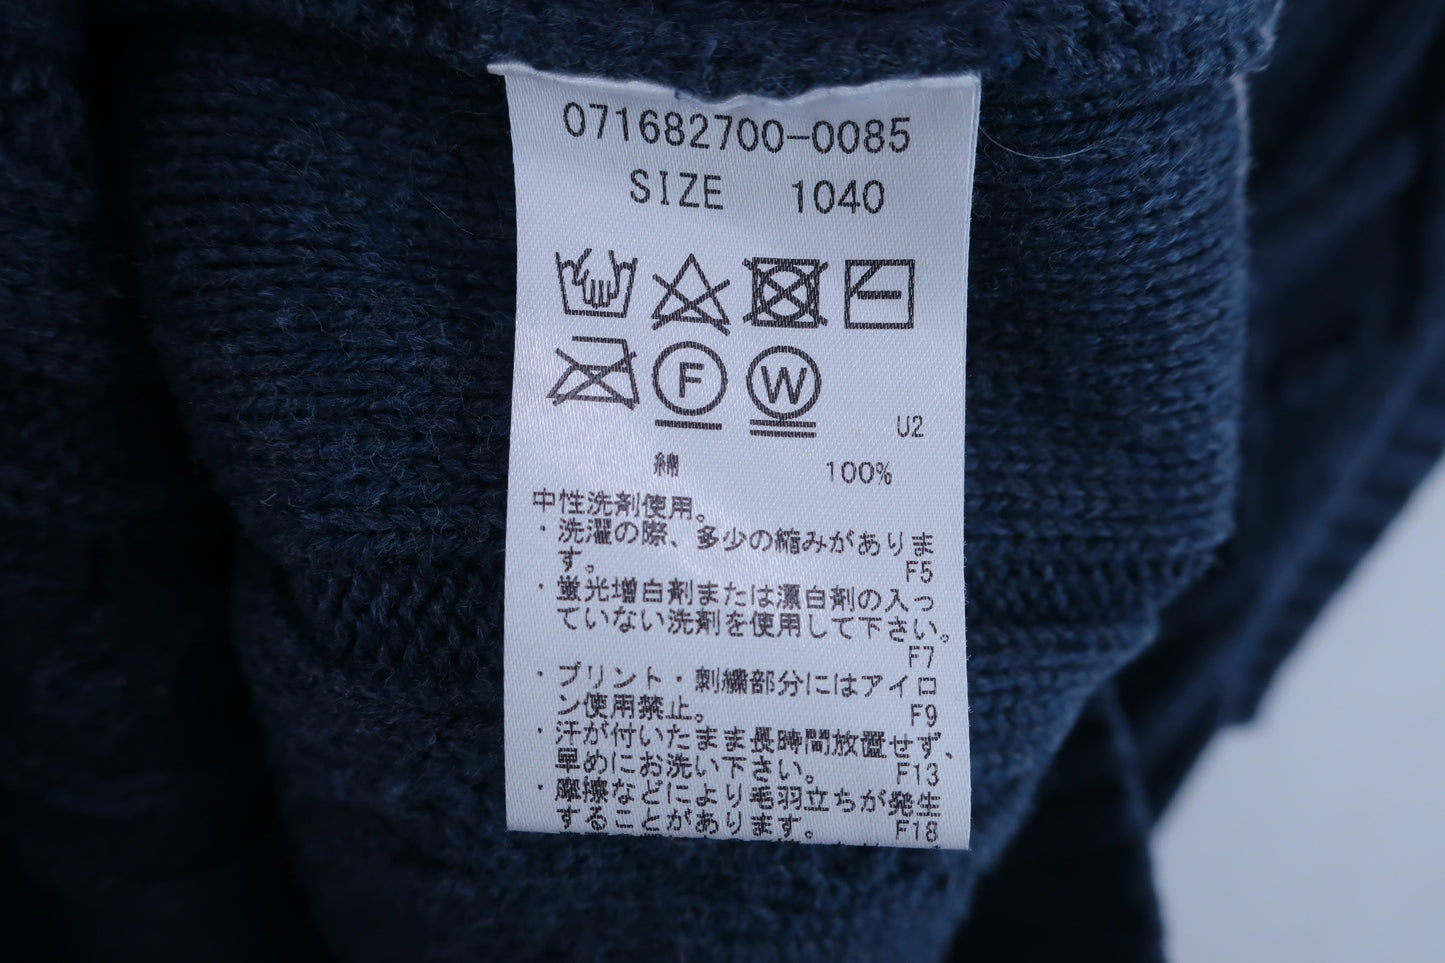 071682700-0085
SIZE 1040
F W
U2
綿 100%
中性洗剤使用。
・洗濯の際、多少の縮みがありま
す。 F5
・蛍光増白剤または漂白剤の入っ
ていない洗剤を使用して下さい。
F7
・プリント・刺繍部分にはアイロ
ン使用禁止。 F9
・汗が付いたまま長時間放置せず、
早めにお洗い下さい。 F13
・摩擦などにより毛羽立ちが発生
することがあります。 F18